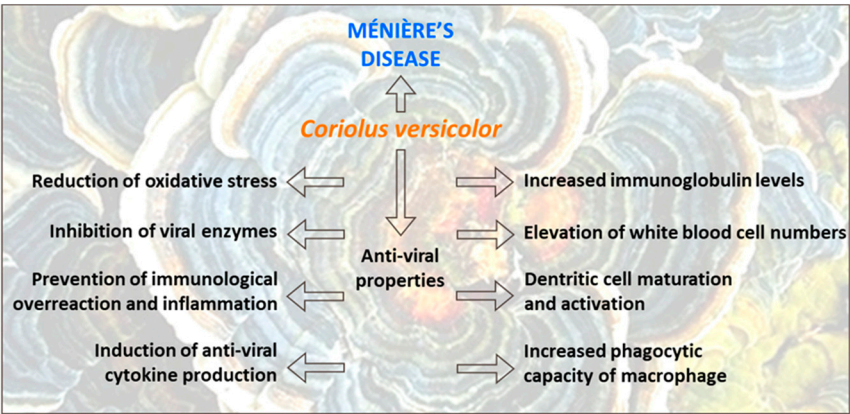 MÉNIÈRE'S
DISEASE
Coriolus versicolor
Reduction of oxidative stress
Increased immunoglobulin levels
Inhibition of viral enzymes
Elevation of white blood cell numbers
Anti-viral
properties
Prevention of immunological
overreaction and inflammation
Dentritic cell maturation
and activation
Induction of anti-viral
cytokine production
Increased phagocytic
capacity of macrophage